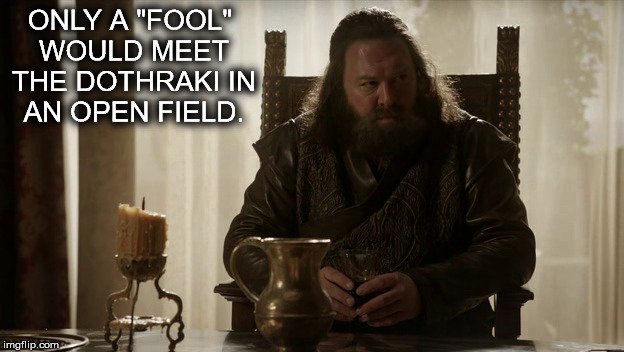 ONLY A "FOOL"
WOULD MEET
THE DOTHRAKI IN
AN OPEN FIELD.
imgflip.com